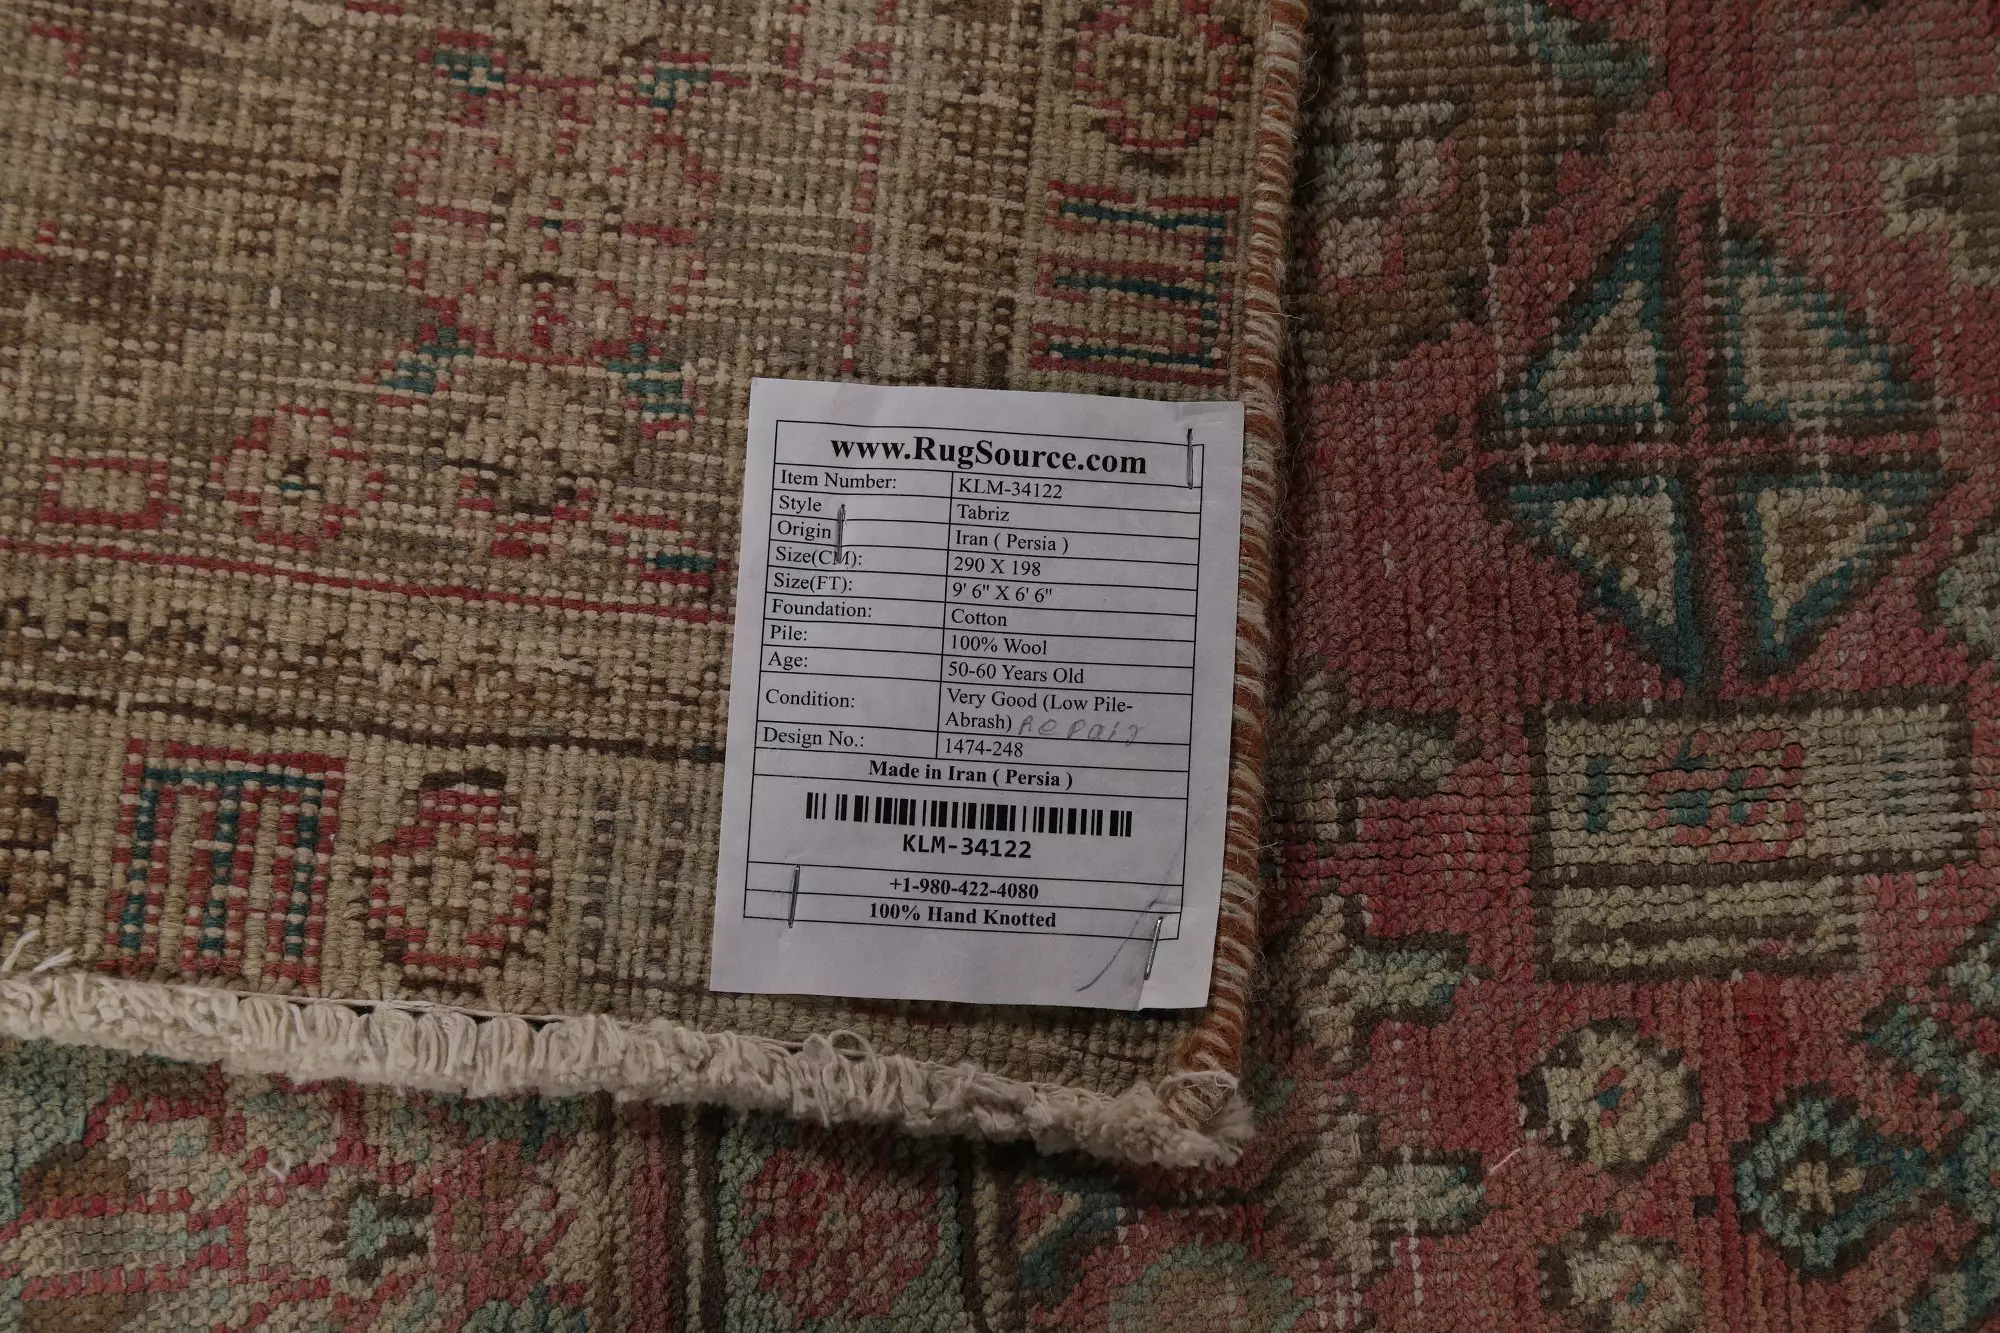 www.RugSource.com
Item Number: KLM-34122
Style Tabriz
Origin Iran ( Persia )
Size(CM): 290 X 198
Size(FT): 9' 6" X 6' 6"
Foundation: Cotton
Pile: 100% Wool
Age: 50-60 Years Old
Condition: Very Good (Low Pile-
Abrash) Repair
Design No.: 1474-248
Made in Iran ( Persia )
KLM-34122
+1-980-422-4080
100% Hand Knotted